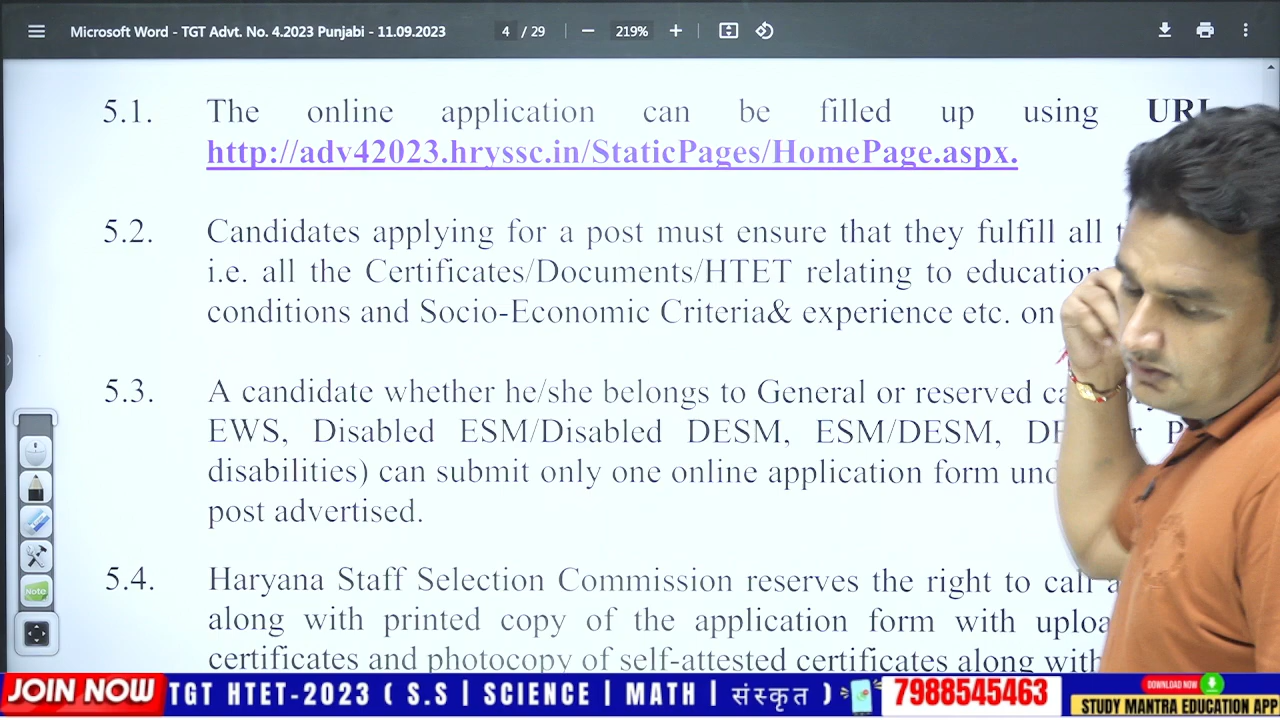 Microsoft Word - TGT Advt. No. 4.2023 Punjabi - 11.09.2023
4 / 29
219%
5.1. The online application can be filled up using URL
http://adv42023.hryssc.in/StaticPages/HomePage.aspx.
5.2. Candidates applying for a post must ensure that they fulfill all
i.e. all the Certificates/Documents/HTET relating to education
conditions and Socio-Economic Criteria& experience etc. on
5.3. A candidate whether he/she belongs to General or reserved
EWS, Disabled ESM/Disabled DESM, ESM/DESM,
disabilities) can submit only one online application form
post advertised.
5.4. Haryana Staff Selection Commission reserves the right to call
along with printed copy of the application form with
certificates and photocopy of self-attested certificates along with
Note
JOIN NOW TGT HTET-2023 ( S.S | SCIENCE | MATH | संस्कृत ) 7988545463
DOWNLOAD NOW
STUDY MANTRA EDUCATION APP